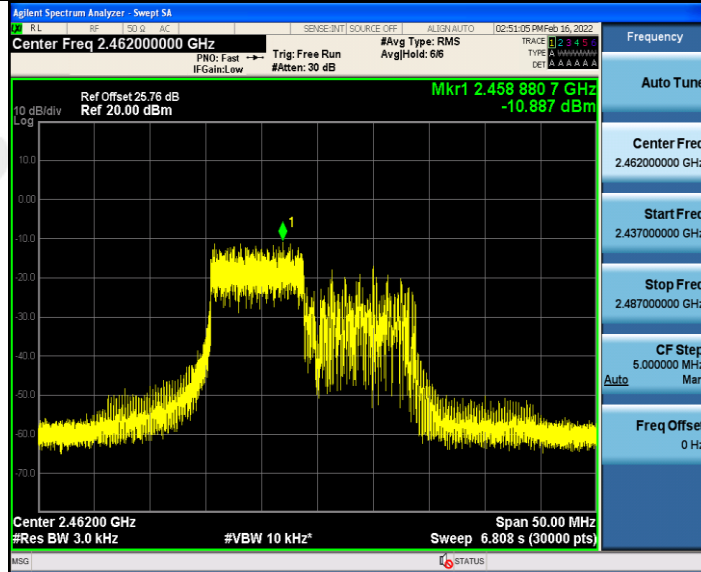 Agilent Spectrum Analyzer - Swept SA
RL RF 50 Ω AC SENSE:INT SOURCE OFF ALIGN AUTO 02:51:05 PM Feb 16, 2022
Center Freq 2.462000000 GHz
PNO: Fast
IFGain:Low
Trig: Free Run
#Atten: 30 dB
#Avg Type: RMS
Avg|Hold: 6/6
TRACE 1 2 3 4 5 6
TYPE A WWWWW
DET A A A A A A
Ref Offset 25.76 dB
10 dB/div Ref 20.00 dBm
Log
Mkr1 2.458 880 7 GHz
-10.887 dBm
1
10.0
0.00
-10.0
-20.0
-30.0
-40.0
-50.0
-60.0
-70.0
Center 2.46200 GHz Span 50.00 MHz
#Res BW 3.0 kHz #VBW 10 kHz* Sweep 6.808 s (30000 pts)
MSG STATUS
Frequency
Auto Tune
Center Freq
2.462000000 GHz
Start Freq
2.437000000 GHz
Stop Freq
2.487000000 GHz
CF Step
5.000000 MHz
Auto Man
Freq Offset
0 Hz